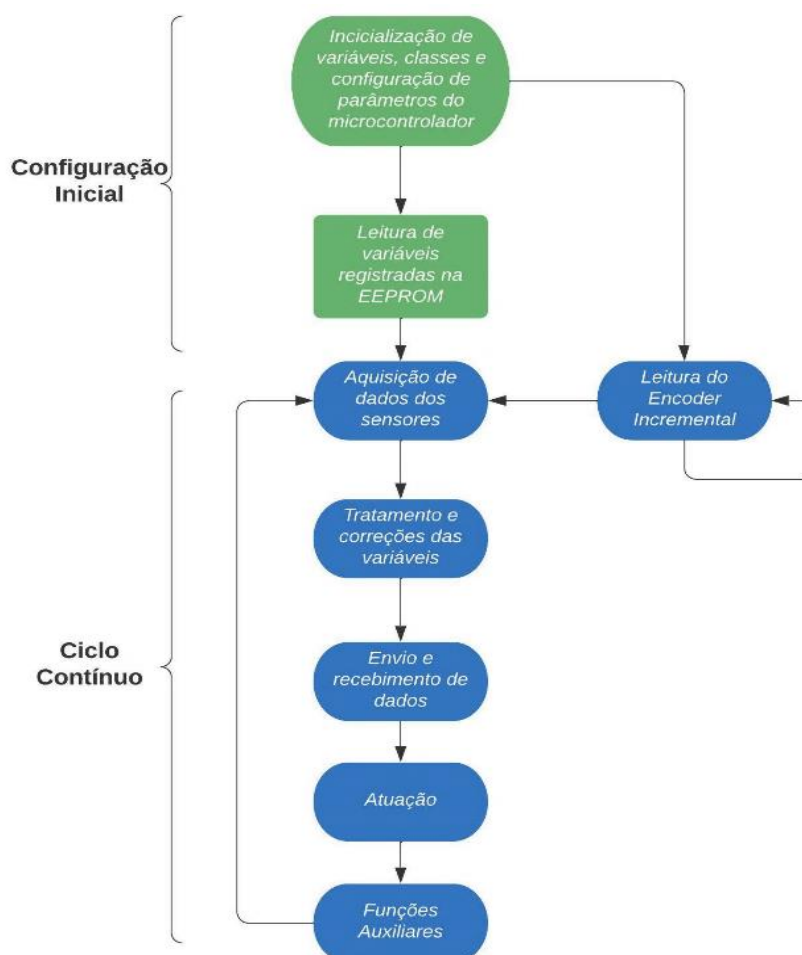 Incicialização de
variáveis, classes e
configuração de
parâmetros do
microcontrolador
Configuração
Inicial
Leitura de
variáveis
registradas na
EEPROM
Aquisição de
dados dos
sensores
Leitura do
Encoder
Incremental
Tratamento e
correções das
variáveis
Ciclo
Contínuo
Envio e
recebimento de
dados
Atuação
Funções
Auxiliares